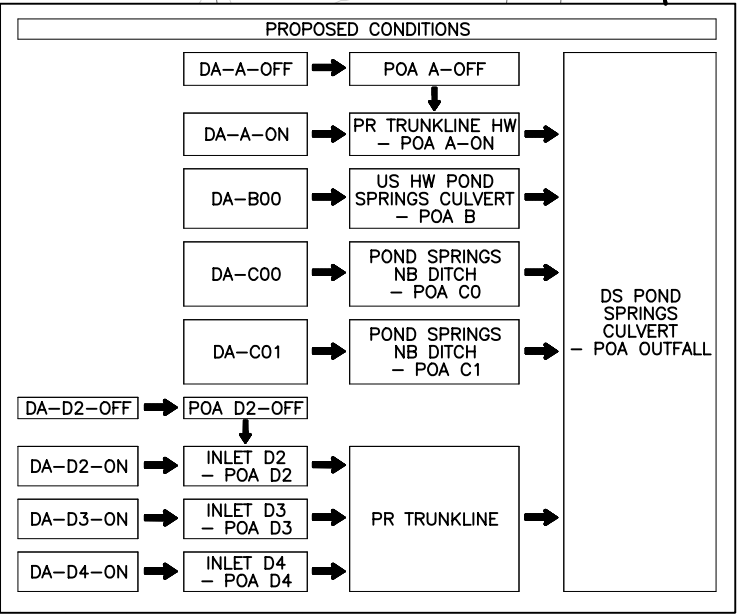 PROPOSED CONDITIONS
DA-A-OFF
POA A-OFF
DA-A-ON
PR TRUNKLINE HW
- POA A-ON
DA-B00
US HW POND
SPRINGS CULVERT
- POA B
DA-C00
POND SPRINGS
NB DITCH
- POA C0
DA-C01
POND SPRINGS
NB DITCH
- POA C1
DS POND
SPRINGS
CULVERT
- POA OUTFALL
DA-D2-OFF
POA D2-OFF
DA-D2-ON
INLET D2
- POA D2
DA-D3-ON
INLET D3
- POA D3
PR TRUNKLINE
DA-D4-ON
INLET D4
- POA D4